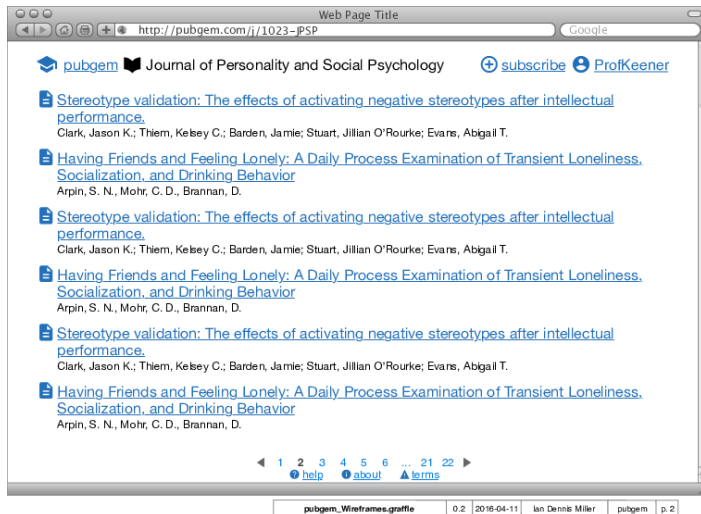 Web Page Title
http://pubgem.com/j/1023-JPSP
Google
pubgem Journal of Personality and Social Psychology subscribe ProfKeener
Stereotype validation: The effects of activating negative stereotypes after intellectual
performance.
Clark, Jason K.; Thiem, Kelsey C.; Barden, Jamie; Stuart, Jillian O'Rourke; Evans, Abigail T.
Having Friends and Feeling Lonely: A Daily Process Examination of Transient Loneliness,
Socialization, and Drinking Behavior
Arpin, S. N., Mohr, C. D., Brannan, D.
Stereotype validation: The effects of activating negative stereotypes after intellectual
performance.
Clark, Jason K.; Thiem, Kelsey C.; Barden, Jamie; Stuart, Jillian O'Rourke; Evans, Abigail T.
Having Friends and Feeling Lonely: A Daily Process Examination of Transient Loneliness,
Socialization, and Drinking Behavior
Arpin, S. N., Mohr, C. D., Brannan, D.
Stereotype validation: The effects of activating negative stereotypes after intellectual
performance.
Clark, Jason K.; Thiem, Kelsey C.; Barden, Jamie; Stuart, Jillian O'Rourke; Evans, Abigail T.
Having Friends and Feeling Lonely: A Daily Process Examination of Transient Loneliness,
Socialization, and Drinking Behavior
Arpin, S. N., Mohr, C. D., Brannan, D.
1 2 3 4 5 6 ... 21 22
help about terms
pubgem_Wireframes.graffle 0.2 2016-04-11 Ian Dennis Miller pubgem p. 2